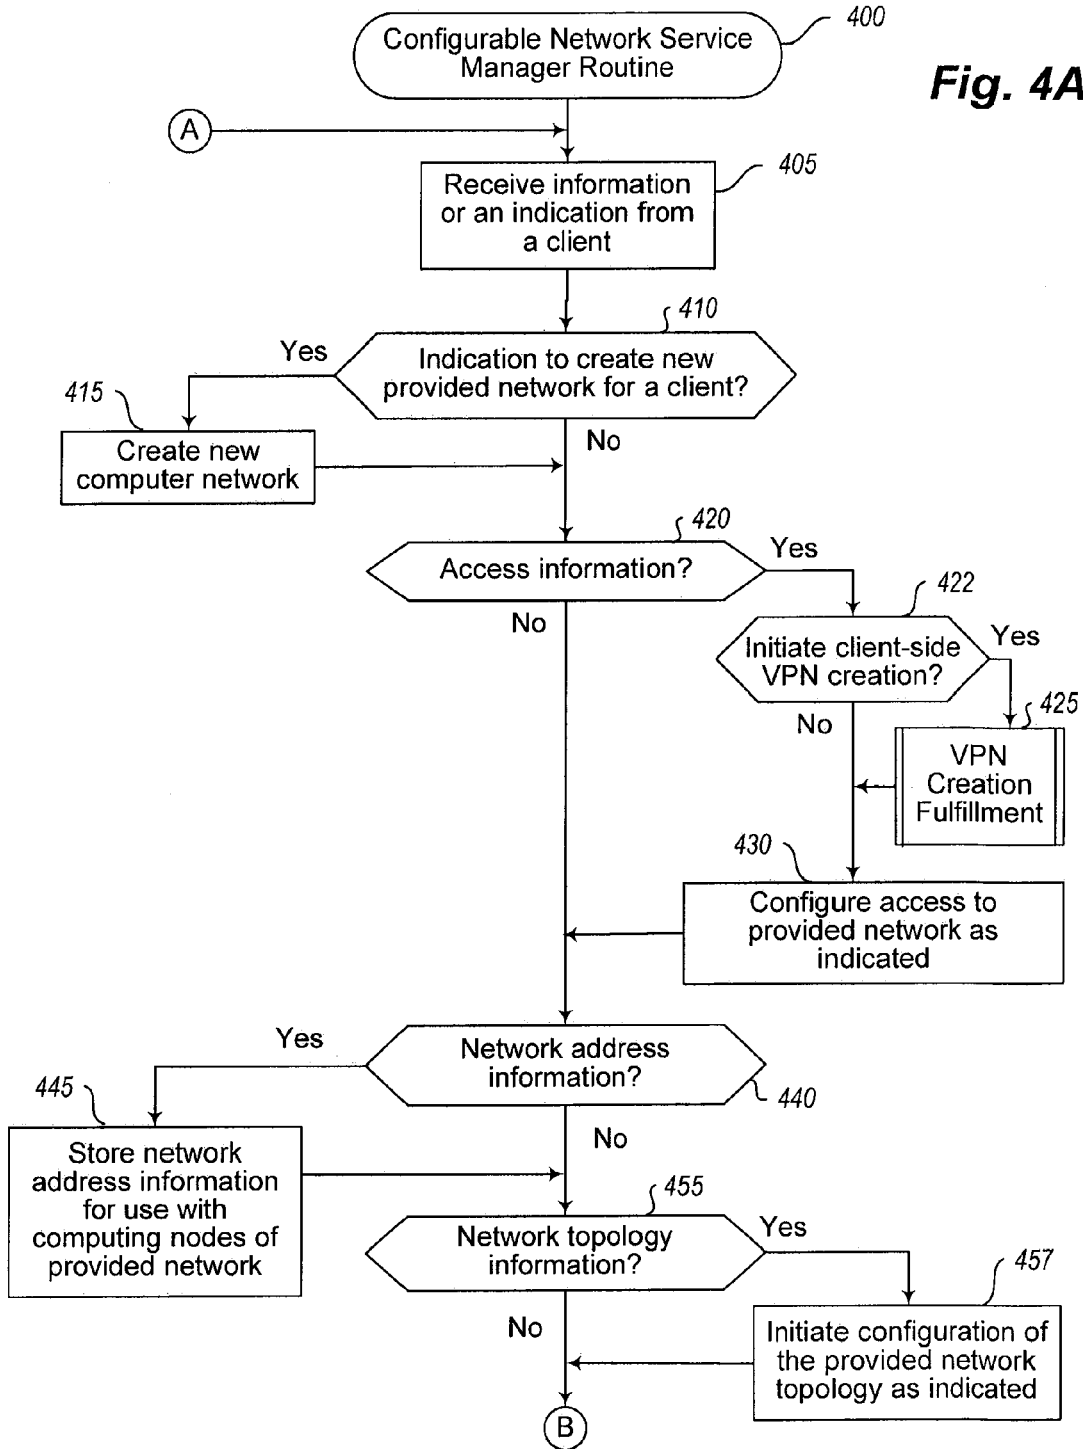 400
Configurable Network Service
Manager Routine
Fig. 4A
A
405
Receive information
or an indication from
a client
410
Yes
Indication to create new
provided network for a client?
415
No
Create new
computer network
420
Yes
Access information?
422
No
Initiate client-side
VPN creation?
Yes
425
No
VPN
Creation
Fulfillment
430
Configure access to
provided network as
indicated
Yes
Network address
information?
445
440
No
Store network
address information
for use with
computing nodes of
provided network
455
Yes
Network topology
information?
457
No
Initiate configuration of
the provided network
topology as indicated
B